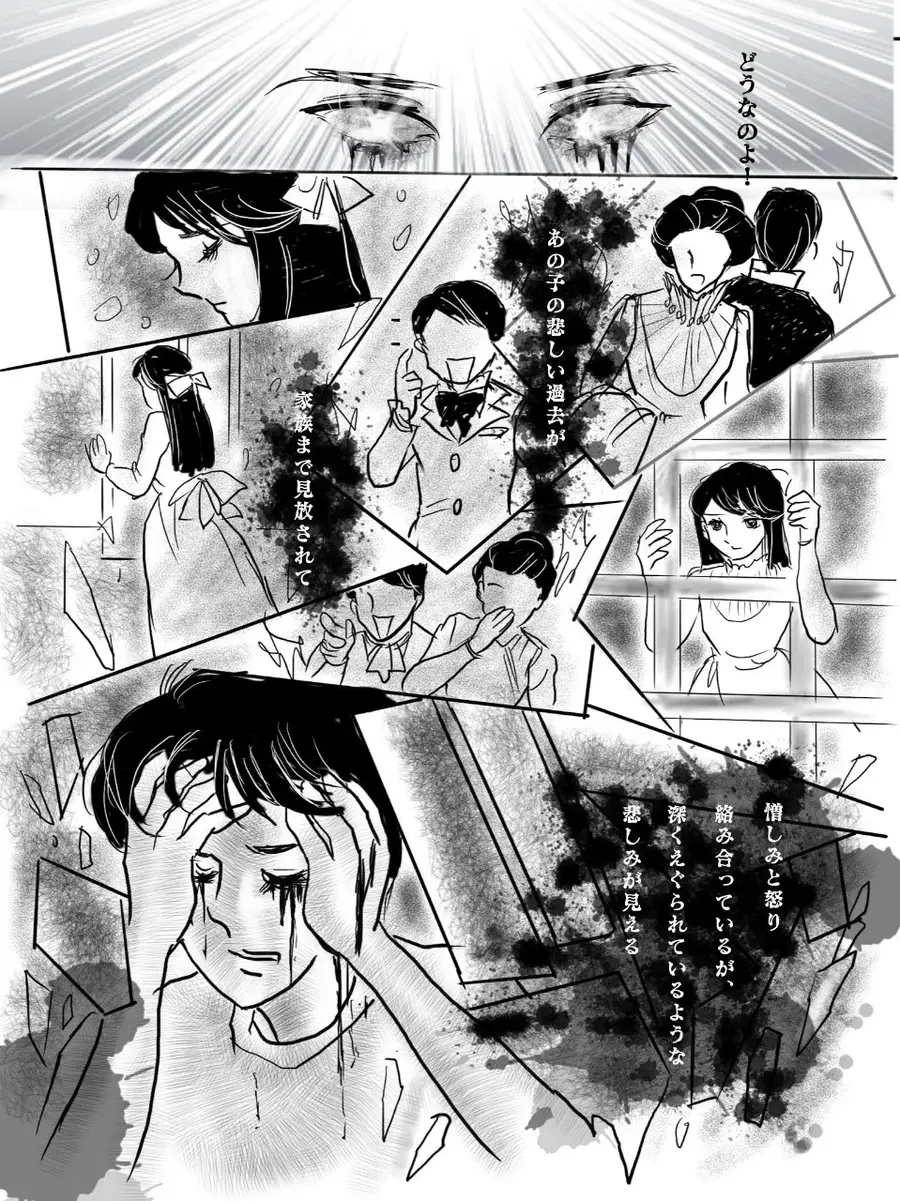 どうなのよ!
あの子の悲しい過去が
家族まで見放されて
憎しみと怒り
絡み合っているが、
深くえぐられているような
悲しみが見える